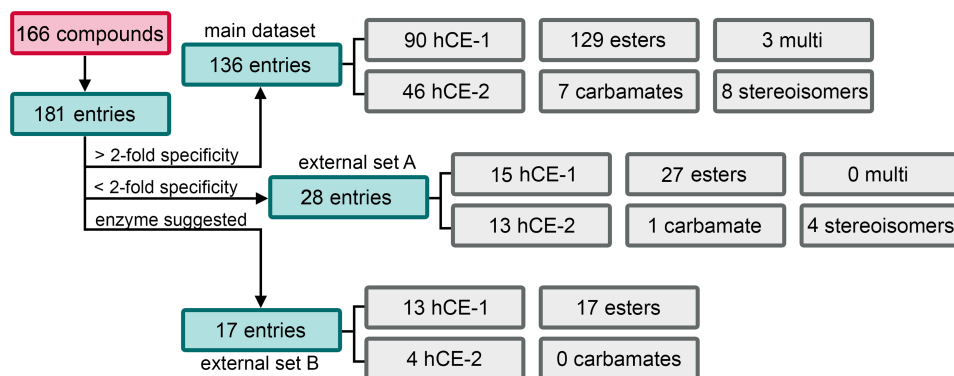 166 compounds
181 entries
> 2-fold specificity
< 2-fold specificity
enzyme suggested
main dataset
136 entries
90 hCE-1
129 esters
3 multi
46 hCE-2
7 carbamates
8 stereoisomers
external set A
28 entries
15 hCE-1
27 esters
0 multi
13 hCE-2
1 carbamate
4 stereoisomers
17 entries
external set B
13 hCE-1
17 esters
4 hCE-2
0 carbamates